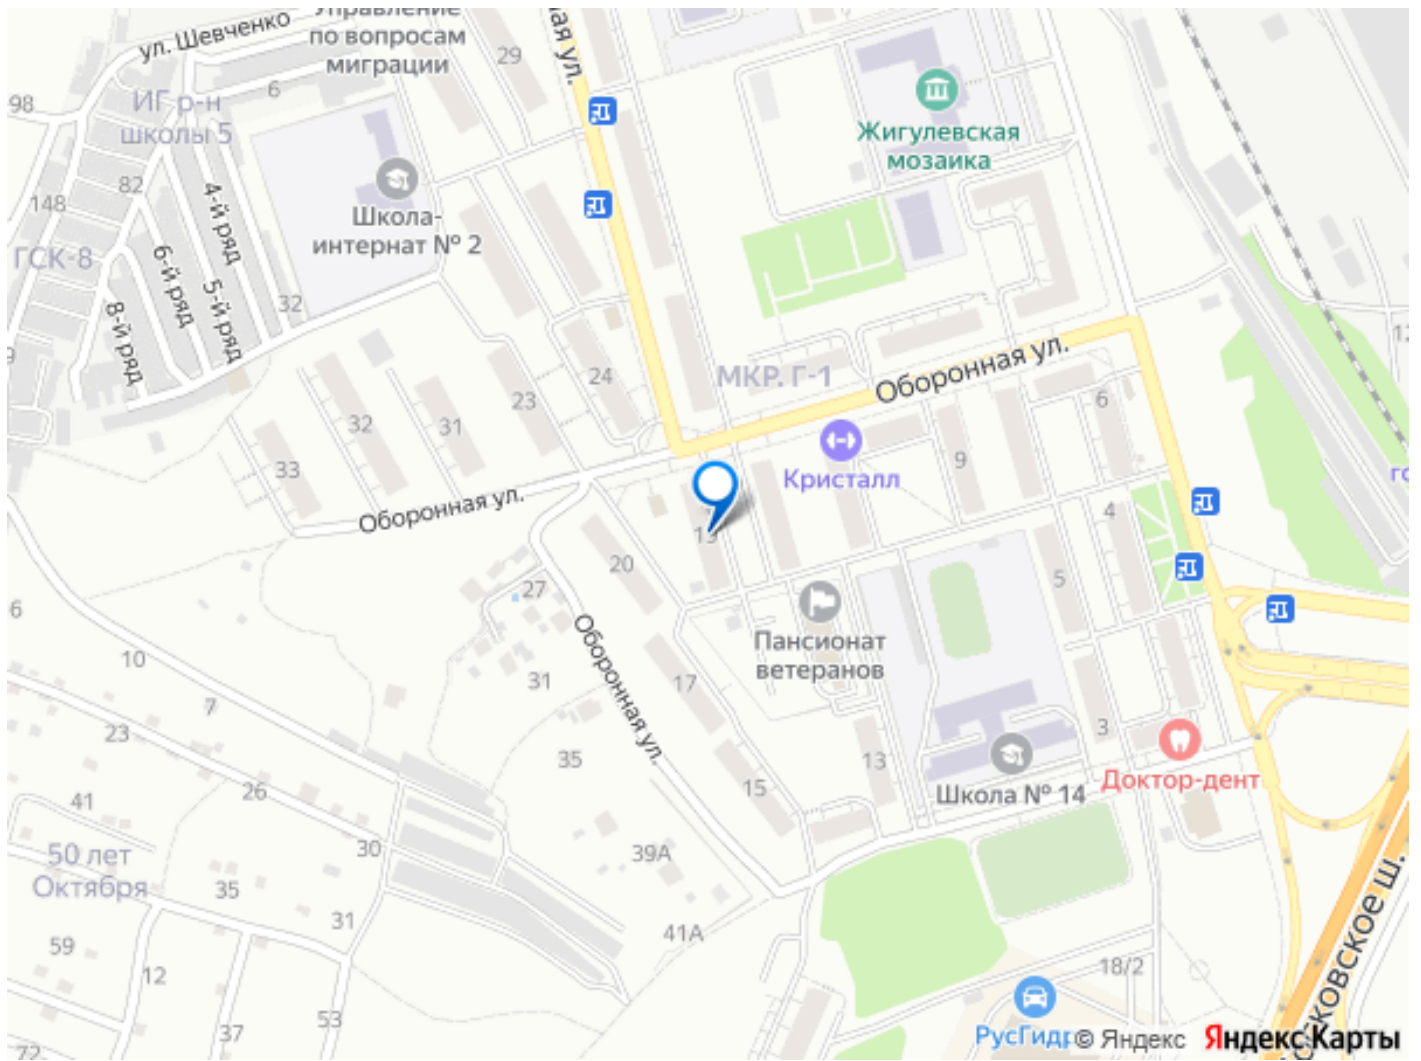 Управление
по вопросам
миграции
ул. Шевченко
29
6
98
ИГ р-н
школы 5
Жигулевская
мозаика
82
148
4-й ряд
Школа-
интернат № 2
ГСК-8
6-й ряд
5-й ряд
8-й ряд
32
9
Оборонная ул.
МКР. Г-1
24
23
6
32
31
33
9
Кристалл
Оборонная ул.
4
20
5
27
6
Пансионат
ветеранов
Оборонная ул.
10
31
17
7
23
3
35
13
15
Доктор-дент
Школа № 14
26
41
50 лет
Октября
30
39А
35
31
41А
59
12
18/2
53
37
72
РусГидр
© Яндекс
Яндекс Карты